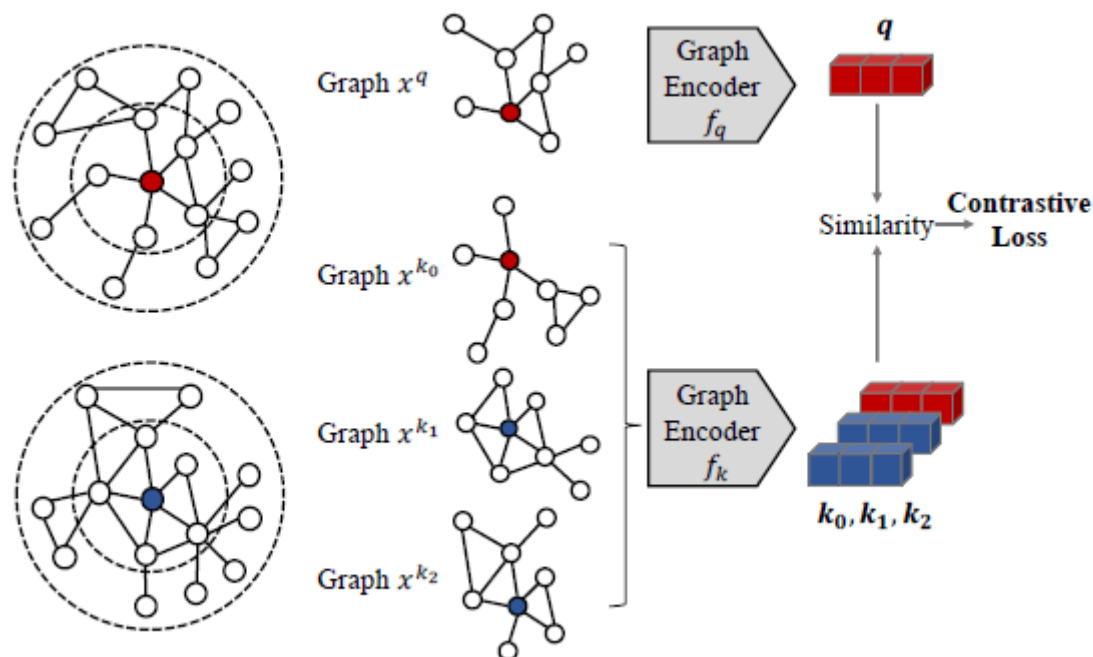 Graph x^q
Graph
Encoder
f_q
q
Similarity
Contrastive
Loss
Graph x^{k_0}
Graph x^{k_1}
Graph
Encoder
f_k
k_0, k_1, k_2
Graph x^{k_2}